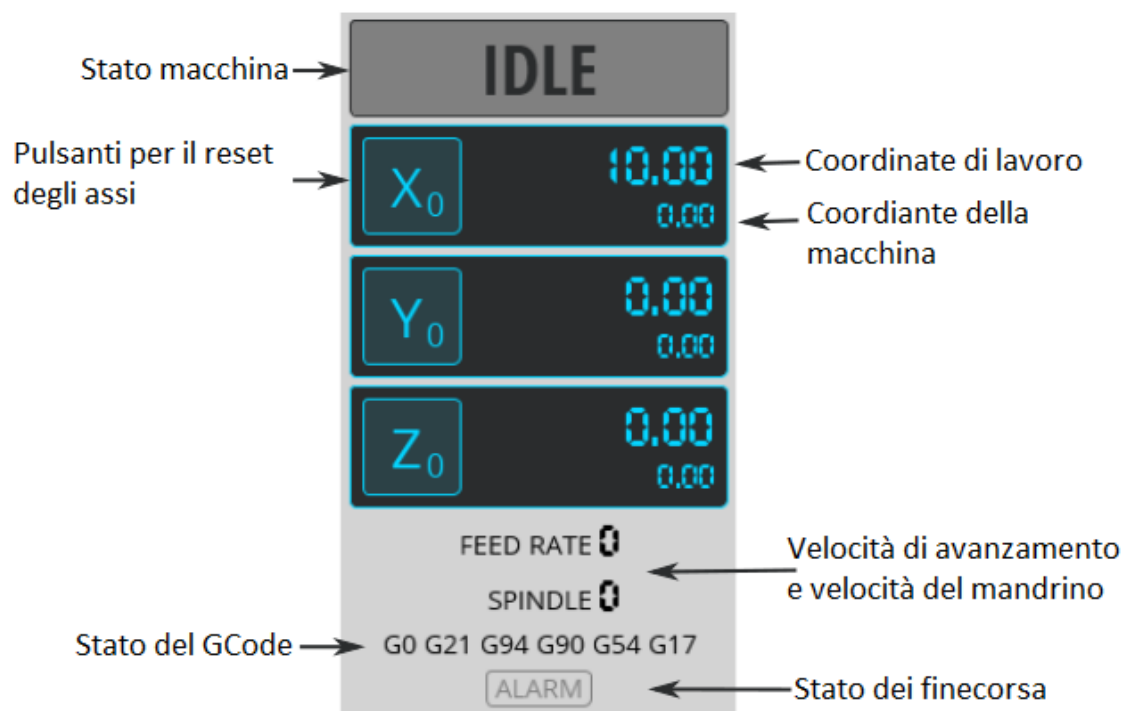 Stato macchina
IDLE
Pulsanti per il reset
degli assi
X0
10.00
0.00
Coordinate di lavoro
Coordiante della
macchina
Y0
0.00
0.00
Z0
0.00
0.00
FEED RATE 0
SPINDLE 0
Velocità di avanzamento
e velocità del mandrino
Stato del GCode
G0 G21 G94 G90 G54 G17
ALARM
Stato dei finecorsa